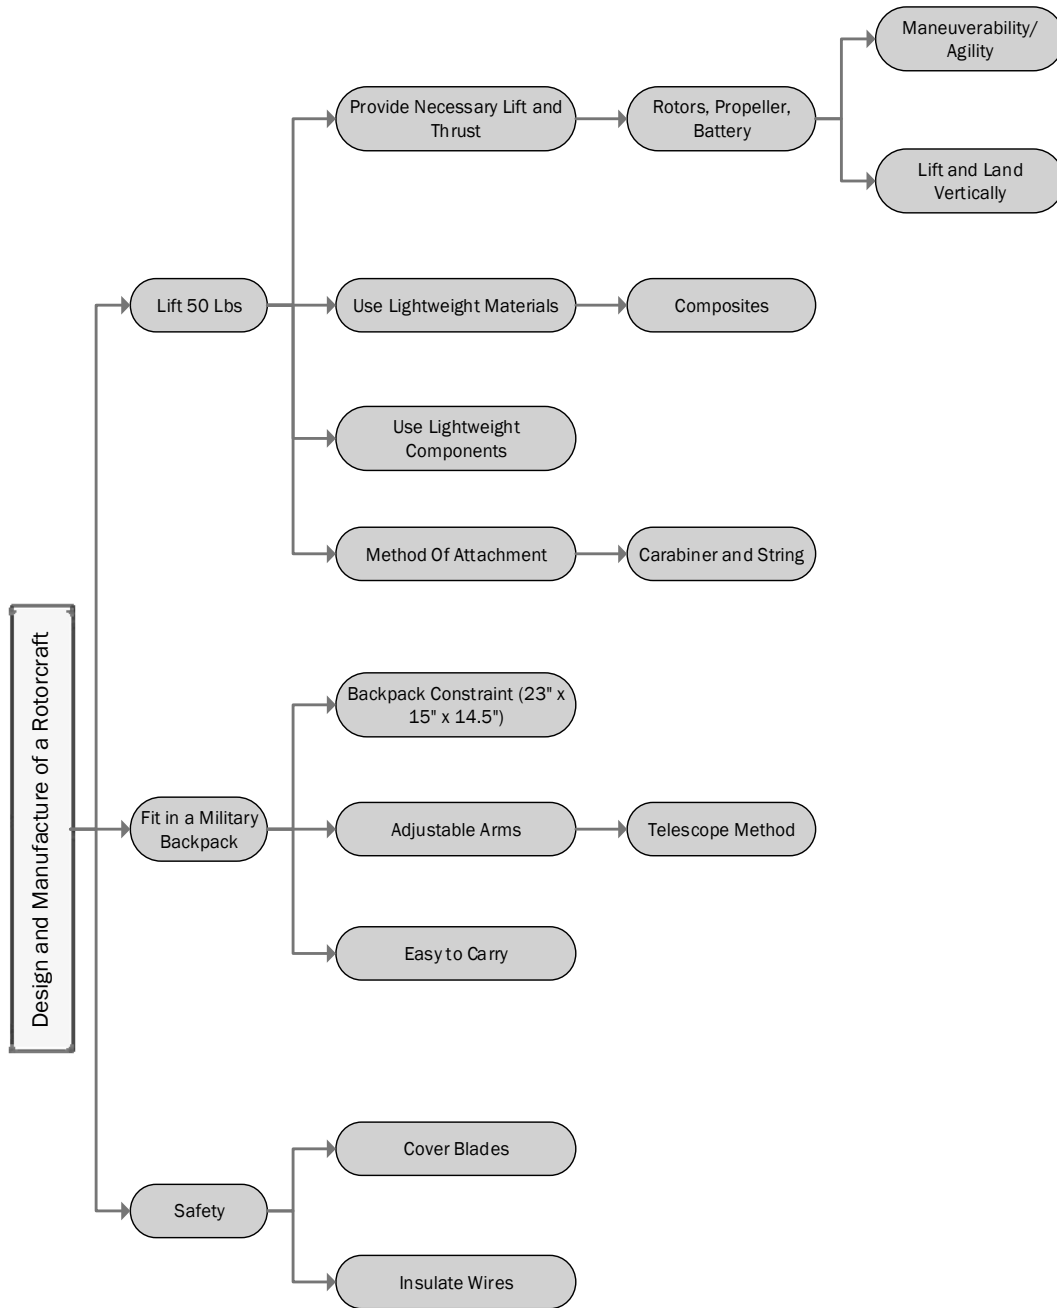 Maneuverability/
Agility
Provide Necessary Lift and
Thrust
Rotors, Propeller,
Battery
Lift and Land
Vertically
Lift 50 Lbs
Use Lightweight Materials
Composites
Use Lightweight
Components
Method Of Attachment
Carabiner and String
Design and Manufacture of a Rotorcraft
Backpack Constraint (23" x
15" x 14.5")
Fit in a Military
Backpack
Adjustable Arms
Telescope Method
Easy to Carry
Cover Blades
Safety
Insulate Wires